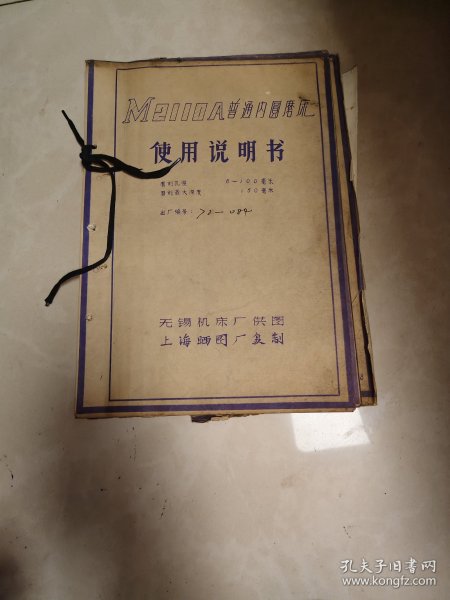 M2110A普通内圆磨床
使用说明书
磨削孔径 6—100毫米
磨削最大深度 150毫米
出厂编号: 72—084
无锡机床厂供图
上海晒图厂复制
孔夫子旧书网
www.kongfz.com